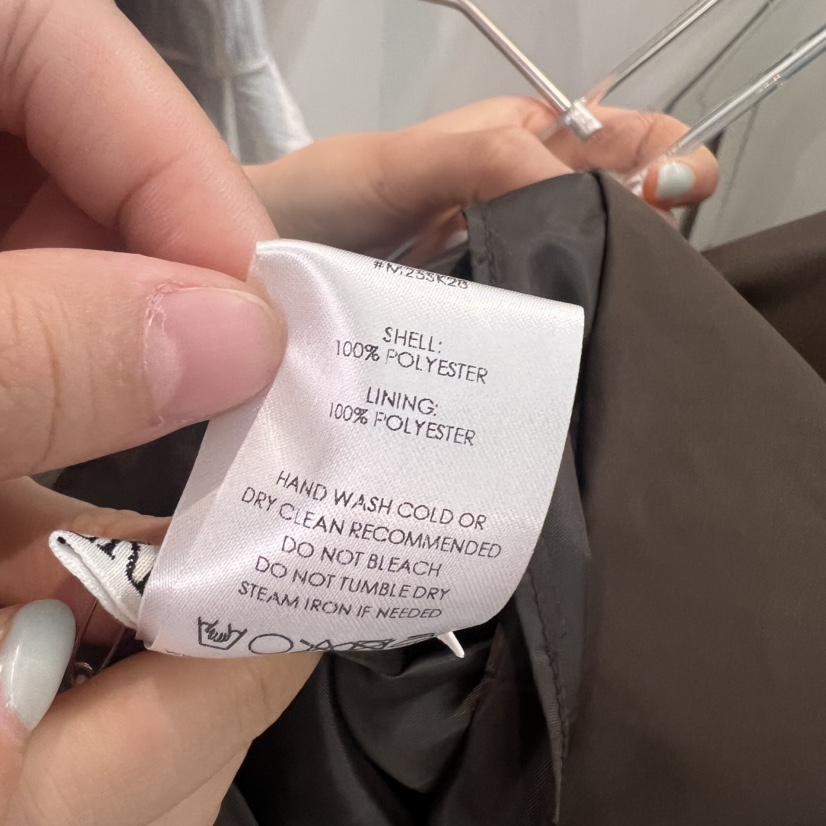 SHELL:
100% POLYESTER
LINING:
100% POLYESTER
HAND WASH COLD OR
DRY CLEAN RECOMMENDED
DO NOT BLEACH
DO NOT TUMBLE DRY
STEAM IRON IF NEEDED